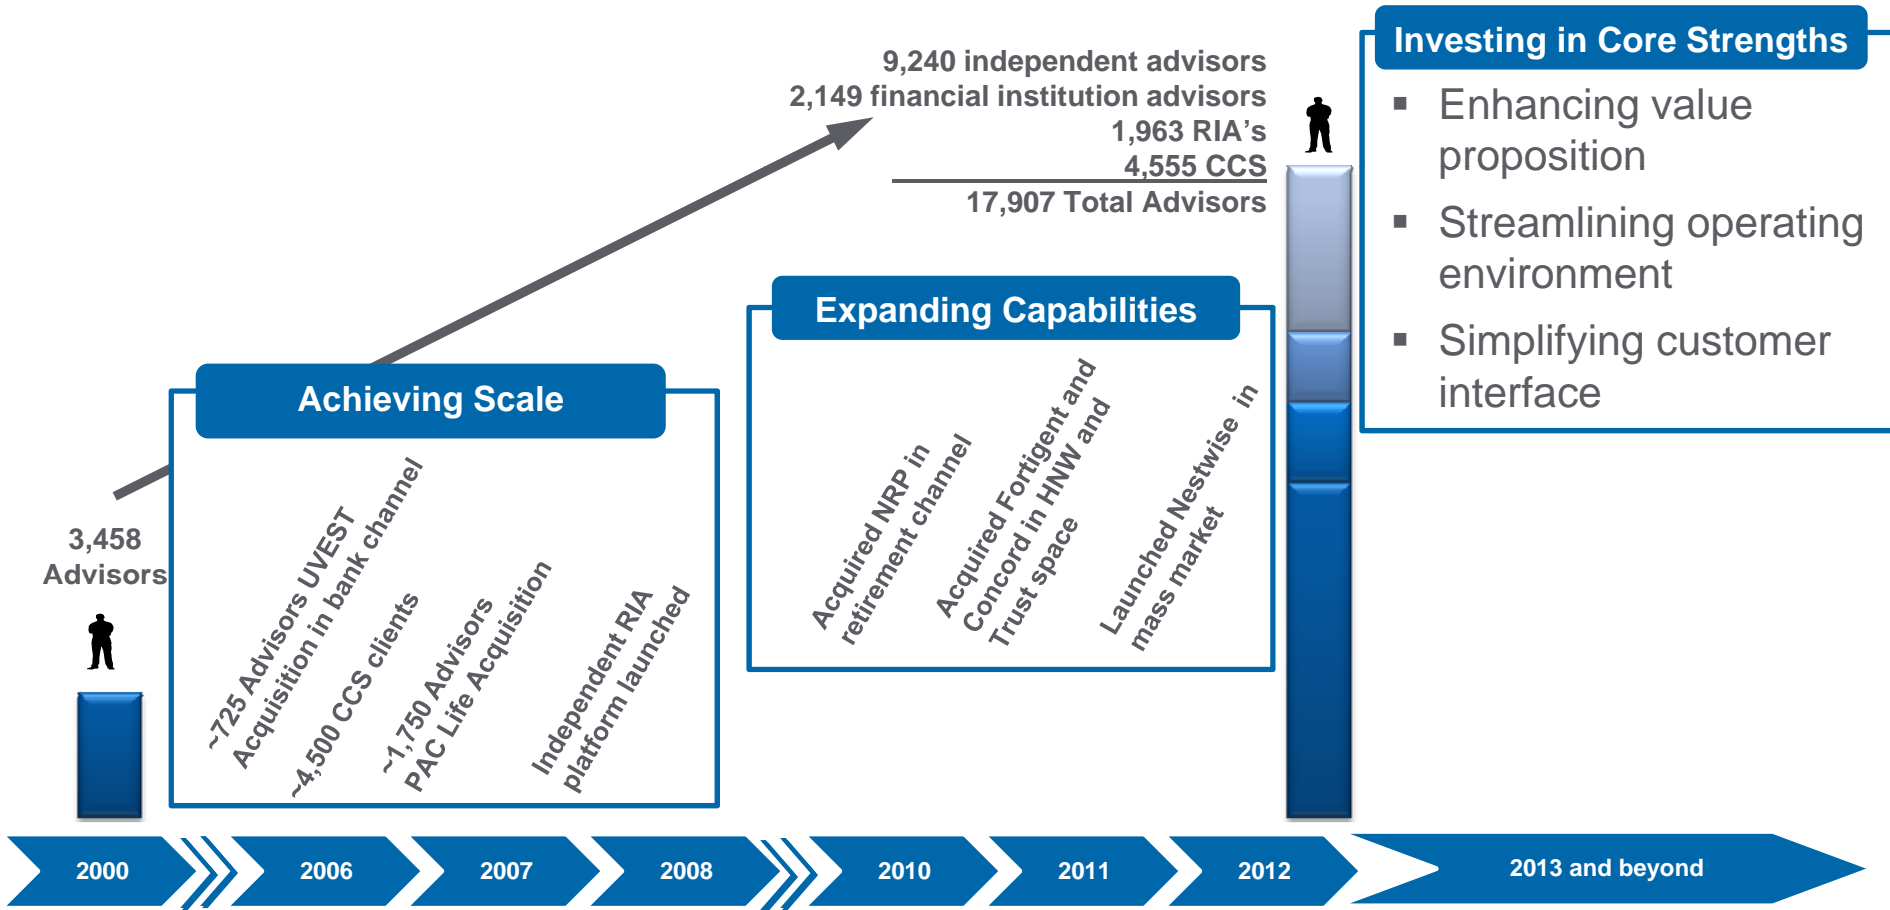 9,240 independent advisors
2,149 financial institution advisors
1,963 RIA's
4,555 CCS
17,907 Total Advisors
Investing in Core Strengths
▪ Enhancing value
proposition
▪ Streamlining operating
environment
▪ Simplifying customer
interface
Expanding Capabilities
Acquired NRP in
retirement channel
Acquired Fortigent and
Concord in HNW and
Trust space
Launched Nestwise in
mass market
Achieving Scale
~725 Advisors UVEST
Acquisition in bank channel
~4,500 CCS clients
~1,750 Advisors
PAC Life Acquisition
Independent RIA
platform launched
3,458
Advisors
2000
2006
2007
2008
2010
2011
2012
2013 and beyond